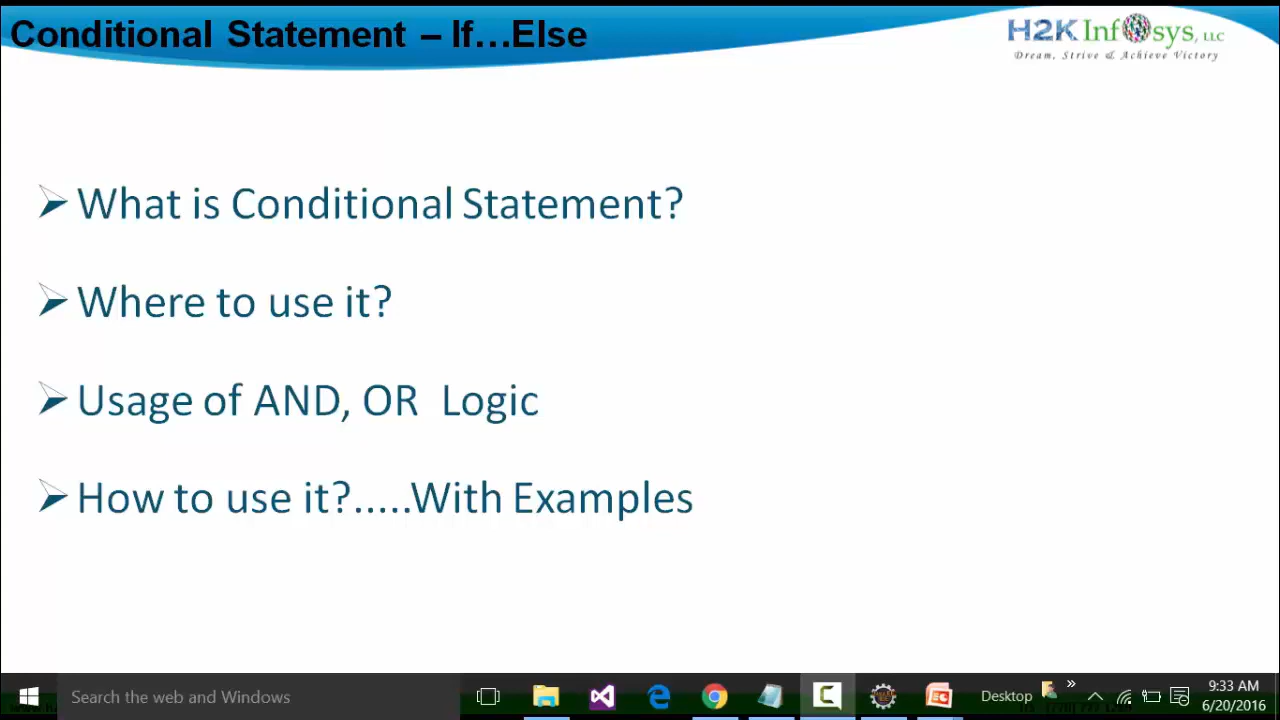 Conditional Statement – If...Else
H2K Infosys, LLC
Dream, Strive & Achieve Victory
What is Conditional Statement?
Where to use it?
Usage of AND, OR Logic
How to use it?.....With Examples
Search the web and Windows
Desktop
9:33 AM
6/20/2016